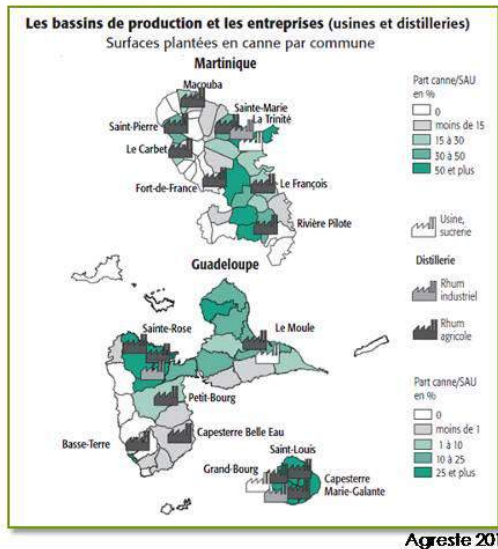 Les bassins de production et les entreprises (usines et distilleries)
Surfaces plantées en canne par commune
Martinique
Macouba
Sainte-Marie
La Trinité
Saint-Pierre
Le Carbet
Fort-de-France
Le François
Rivière Pilote
Part canne/SAU
en %
0
moins de 15
15 à 30
30 à 50
50 et plus
Usine,
sucrerie
Distillerie
Rhum
industriel
Rhum
agricole
Guadeloupe
Sainte-Rose
Le Moule
Petit-Bourg
Basse-Terre
Capesterre Belle Eau
Saint-Louis
Grand-Bourg
Capesterre
Marie-Galante
Part canne/SAU
en %
0
moins de 1
1 à 10
10 à 25
25 et plus
Agreste 20